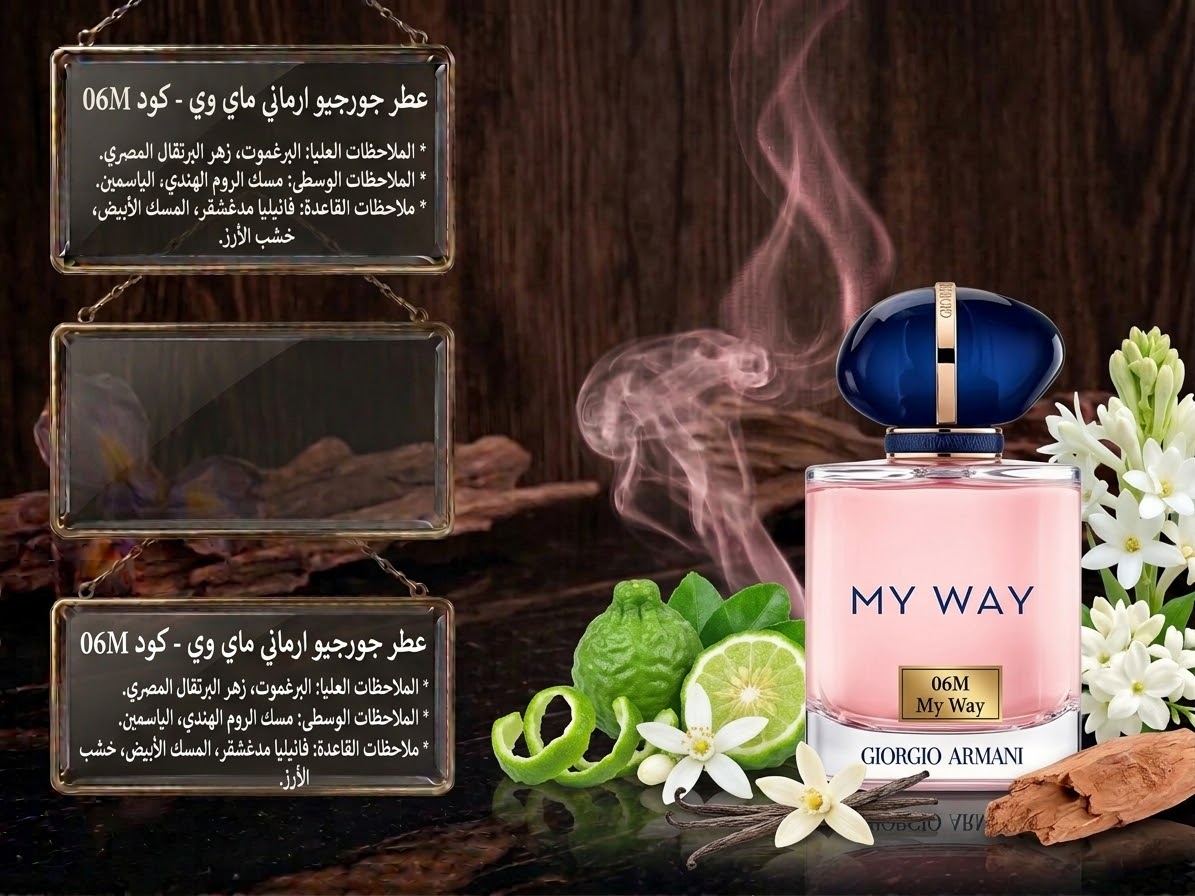 عطر جورجيو ارماني ماي وي - كود 06M
* الملاحظات العليا: البرغموت، زهر البرتقال المصري.
* الملاحظات الوسطى: مسك الروم الهندي، الياسمين.
* ملاحظات القاعدة: فانيليا مدغشقر، المسك الأبيض،
خشب الأرز.
عطر جورجيو ارماني ماي وي - كود 06M
* الملاحظات العليا: البرغموت، زهر البرتقال المصري.
* الملاحظات الوسطى: مسك الروم الهندي، الياسمين.
* ملاحظات القاعدة: فانيليا مدغشقر، المسك الأبيض، خشب
الأرز.
MY WAY
06M
My Way
GIORGIO ARMANI